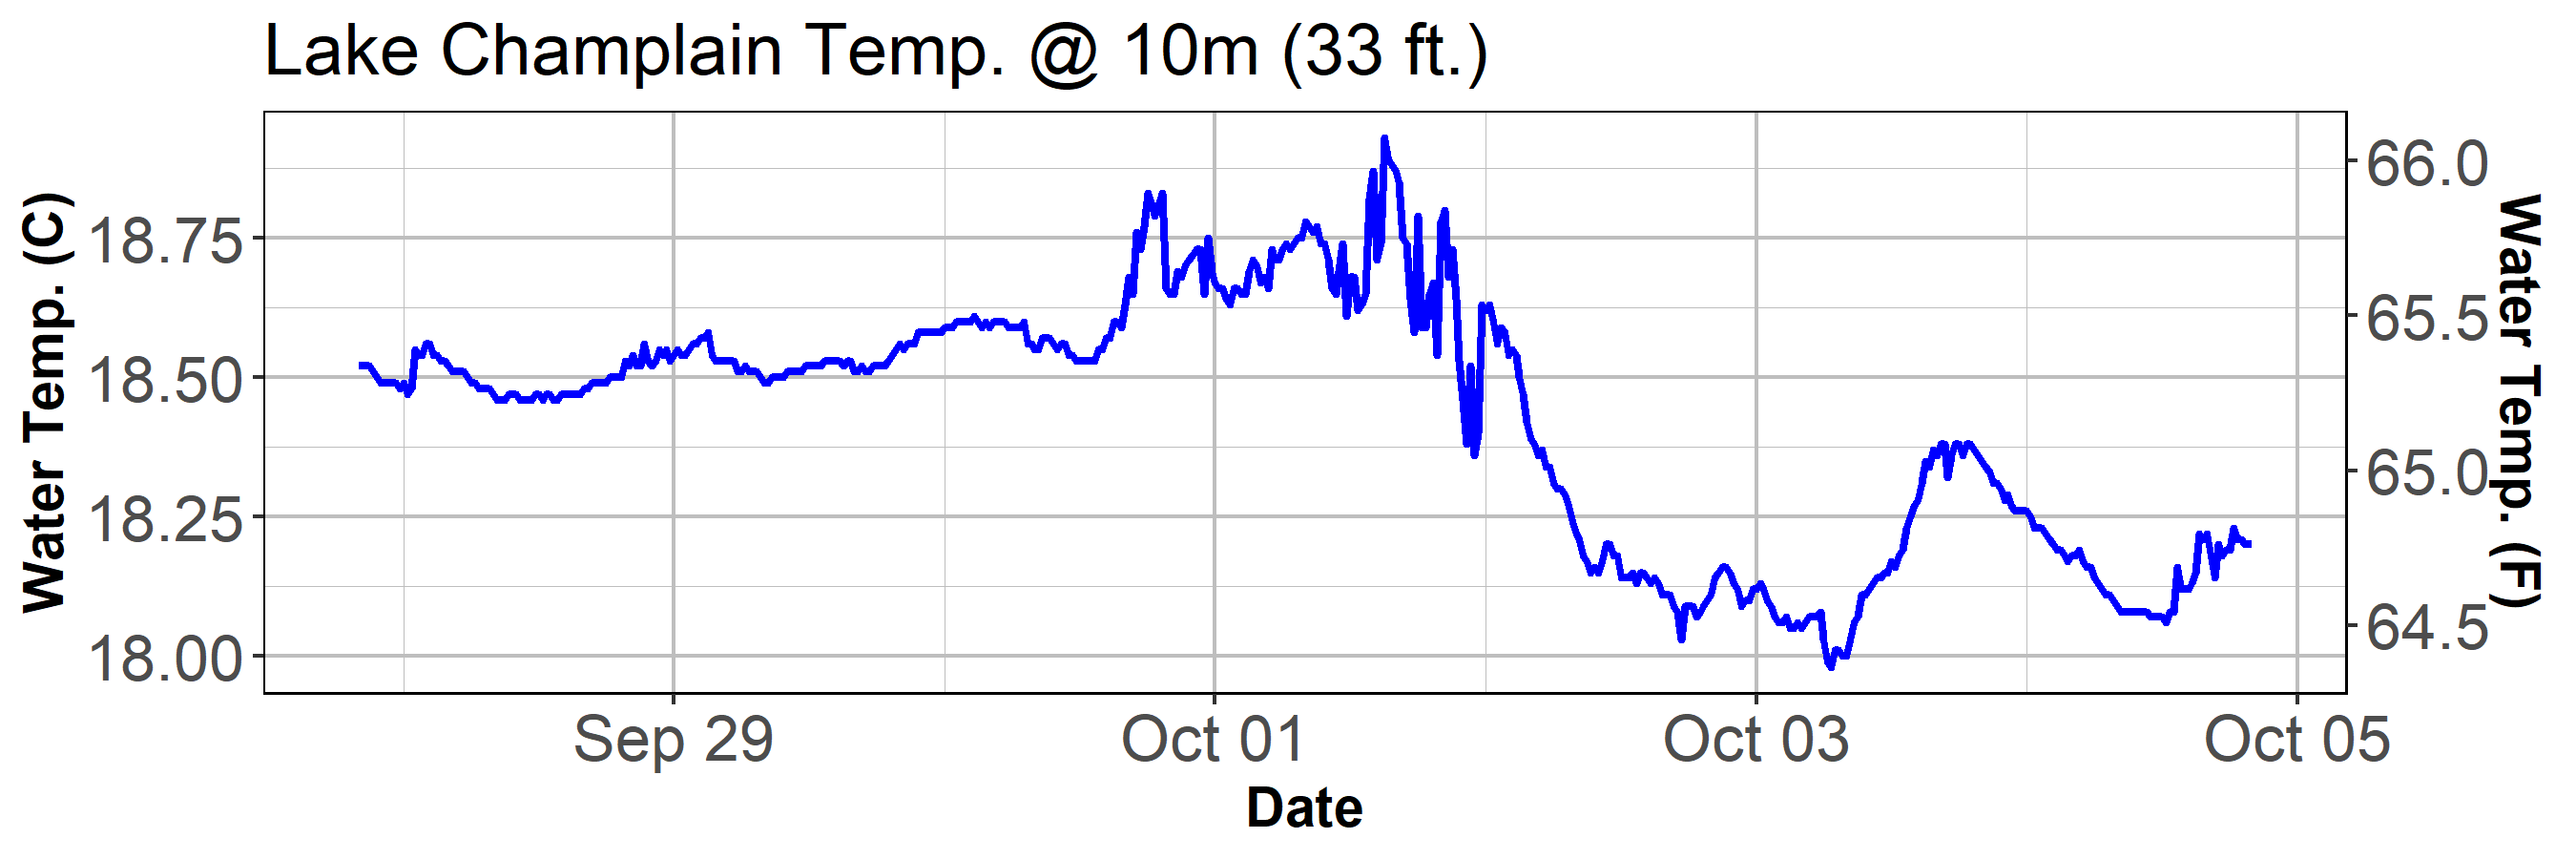 Lake Champlain Temp. @ 10m (33 ft.)
Water Temp. (C)
18.75
18.50
18.25
18.00
66.0
65.5
65.0
64.5
Water Temp. (F)
Sep 29 Oct 01 Oct 03 Oct 05
Date